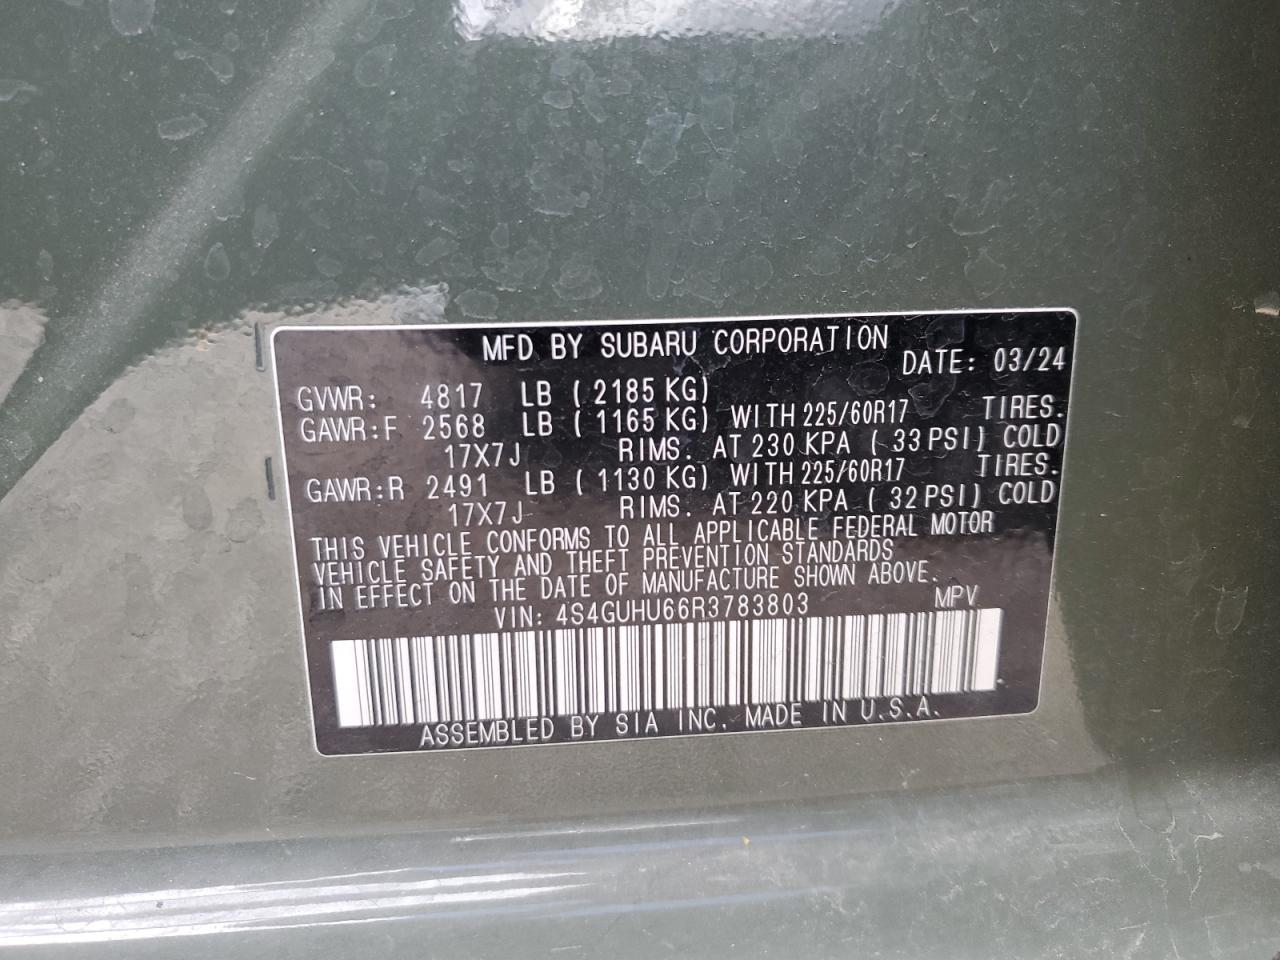 MFD BY SUBARU CORPORATION
DATE: 03/24
GVWR: 4817 LB ( 2185 KG)
GAWR:F 2568 LB ( 1165 KG) WITH 225/60R17 TIRES.
17X7J RIMS. AT 230 KPA ( 33 PSI) COLD
GAWR:R 2491 LB ( 1130 KG) WITH 225/60R17 TIRES.
17X7J RIMS. AT 220 KPA ( 32 PSI) COLD
THIS VEHICLE CONFORMS TO ALL APPLICABLE FEDERAL MOTOR
VEHICLE SAFETY AND THEFT PREVENTION STANDARDS
IN EFFECT ON THE DATE OF MANUFACTURE SHOWN ABOVE.
VIN: 4S4GUHU66R3783803 MPV
ASSEMBLED BY SIA INC. MADE IN U.S.A.